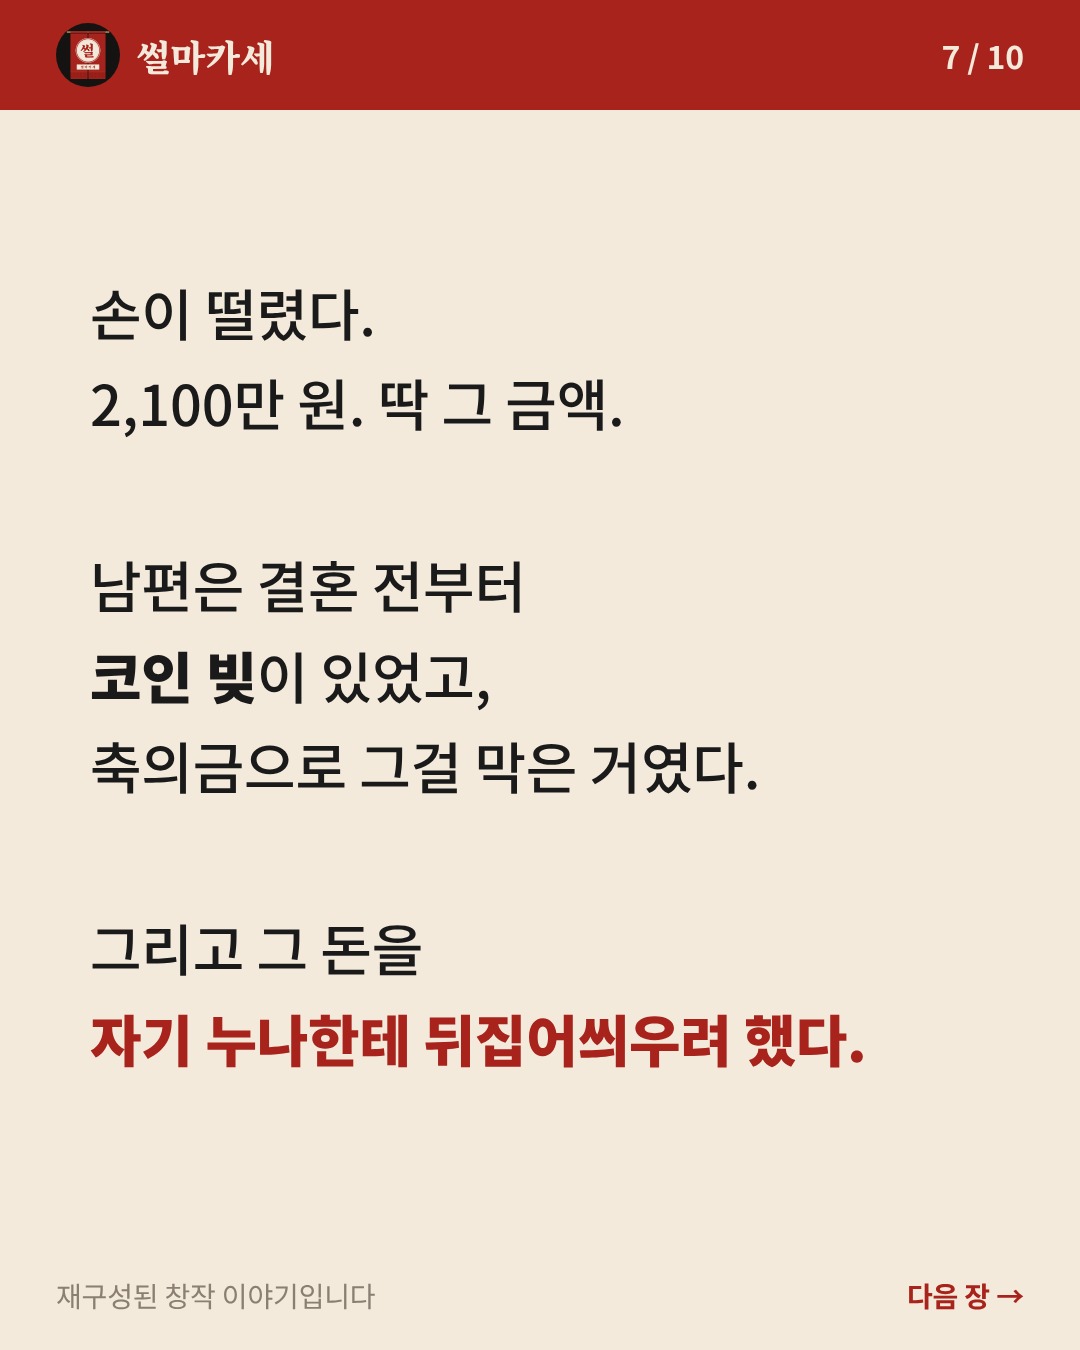 썰
썰마카세
7 / 10
손이 떨렸다.
2,100만 원. 딱 그 금액.
남편은 결혼 전부터
코인 빚이 있었고,
축의금으로 그걸 막은 거였다.
그리고 그 돈을
자기 누나한테 뒤집어씌우려 했다.
재구성된 창작 이야기입니다
다음 장 →